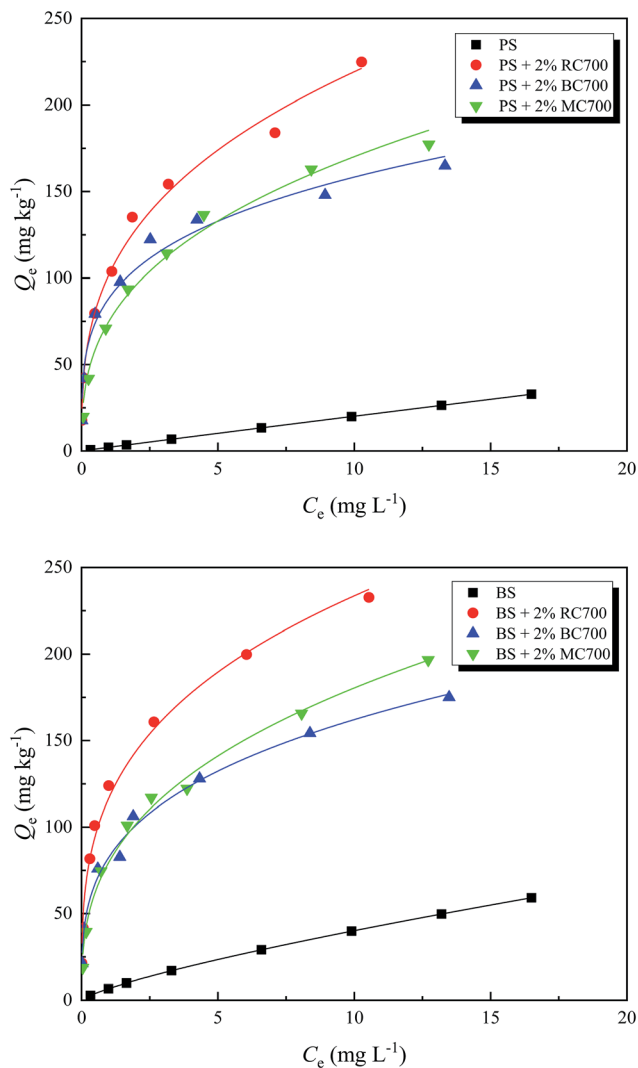 PS
PS + 2% RC700
PS + 2% BC700
PS + 2% MC700
250
200
150
100
50
0
Qe (mg kg-1)
0 5 10 15 20
Ce (mg L-1)
BS
BS + 2% RC700
BS + 2% BC700
BS + 2% MC700
250
200
150
100
50
0
Qe (mg kg-1)
0 5 10 15 20
Ce (mg L-1)